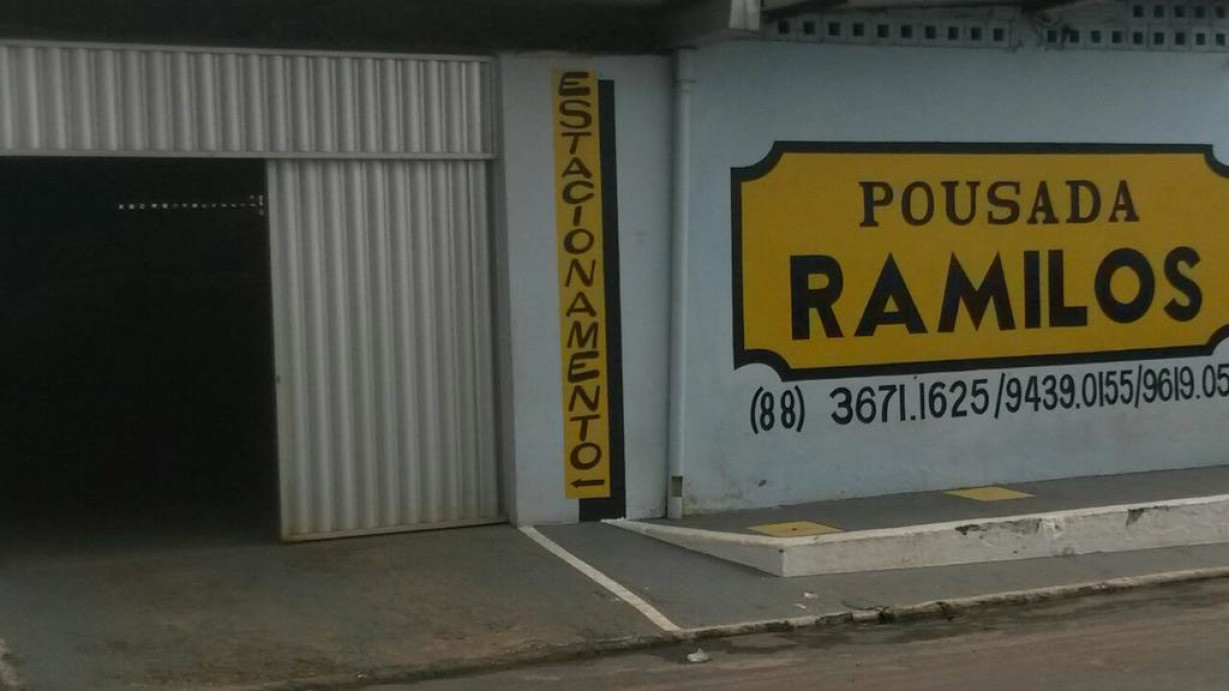 ESTACIONAMENTO
POUSADA
RAMILOS
(88) 3671.1625/9439.0155/9619.05